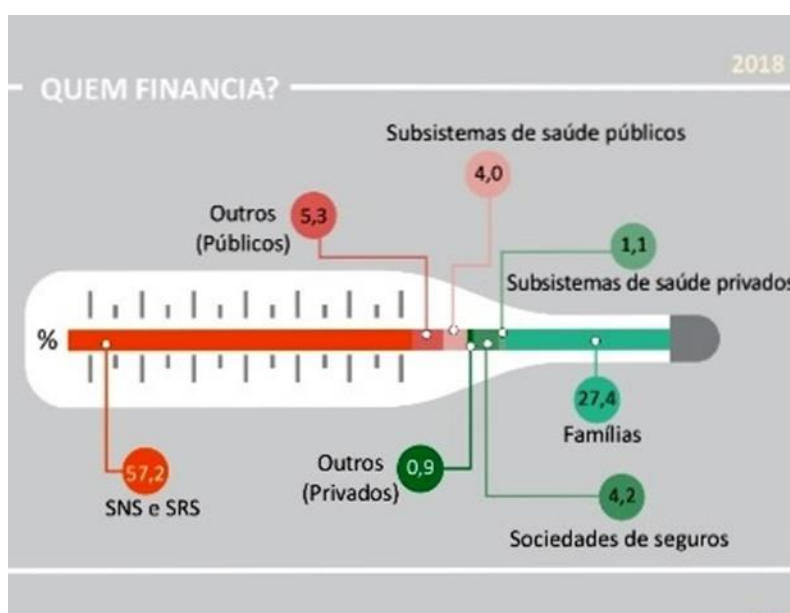 2018
QUEM FINANCIA?
Subsistemas de saúde públicos
4,0
Outros
(Públicos)
5,3
1,1
Subsistemas de saúde privados
%
27,4
Famílias
57,2
SNS e SRS
Outros
(Privados)
0,9
4,2
Sociedades de seguros